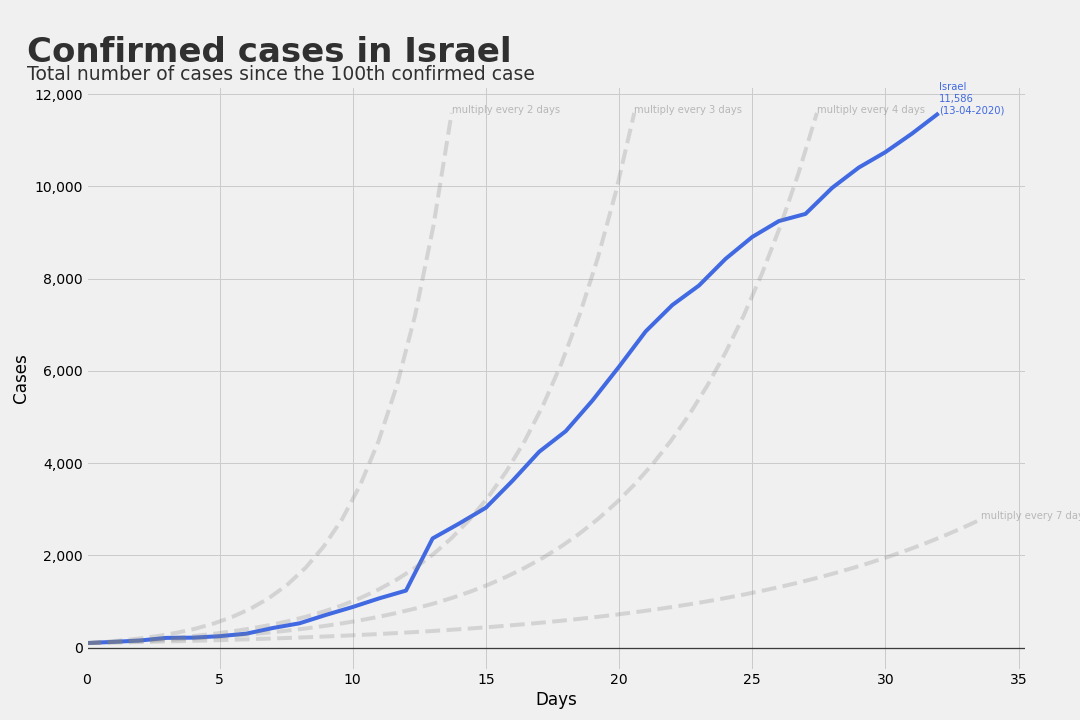 Confirmed cases in Israel
Total number of cases since the 100th confirmed case
Israel
11,586
(13-04-2020)
multiply every 2 days
multiply every 3 days
multiply every 4 days
multiply every 7 day
12,000
10,000
8,000
6,000
4,000
2,000
0
Cases
0 5 10 15 20 25 30 35
Days